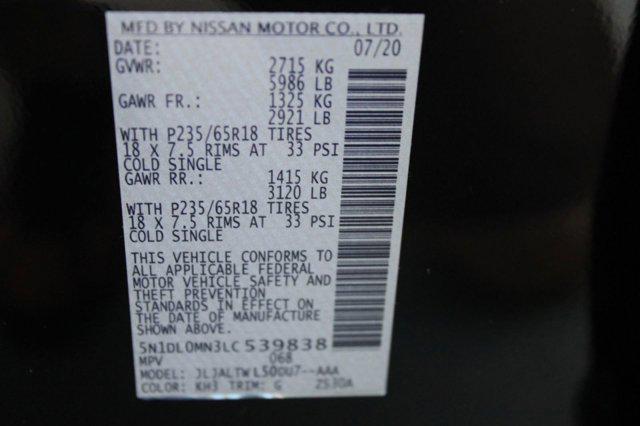 MFD BY NISSAN MOTOR CO., LTD.
DATE: 07/20
GVWR: 2715 KG
5986 LB
GAWR FR.: 1325 KG
2921 LB
WITH P235/65R18 TIRES
18 X 7.5 RIMS AT 33 PSI
COLD SINGLE
GAWR RR.: 1415 KG
3120 LB
WITH P235/65R18 TIRES
18 X 7.5 RIMS AT 33 PSI
COLD SINGLE
THIS VEHICLE CONFORMS TO
ALL APPLICABLE FEDERAL
MOTOR VEHICLE SAFETY AND
THEFT PREVENTION
STANDARDS IN EFFECT ON
THE DATE OF MANUFACTURE
SHOWN ABOVE.
5N1DL0MN3LC539838
MPV 068
MODEL: JLJALTWL50DU7--AAA
COLOR: KH3 TRIM: G ZS30A